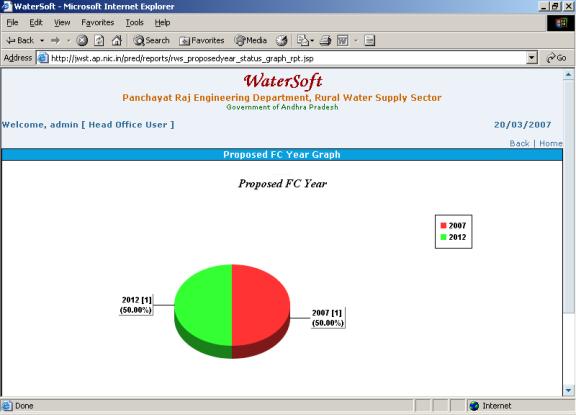 WaterSoft - Microsoft Internet Explorer
File Edit View Favorites Tools Help
Back Search Favorites Media
Address http://jwst.ap.nic.in/pred/reports/rws_proposedyear_status_graph_rpt.jsp Go
WaterSoft
Panchayat Raj Engineering Department, Rural Water Supply Sector
Government of Andhra Pradesh
Welcome, admin [ Head Office User ] 20/03/2007
Back | Home
Proposed FC Year Graph
Proposed FC Year
2007
2012
2012 [1]
(50.00%)
2007 [1]
(50.00%)
Done Internet